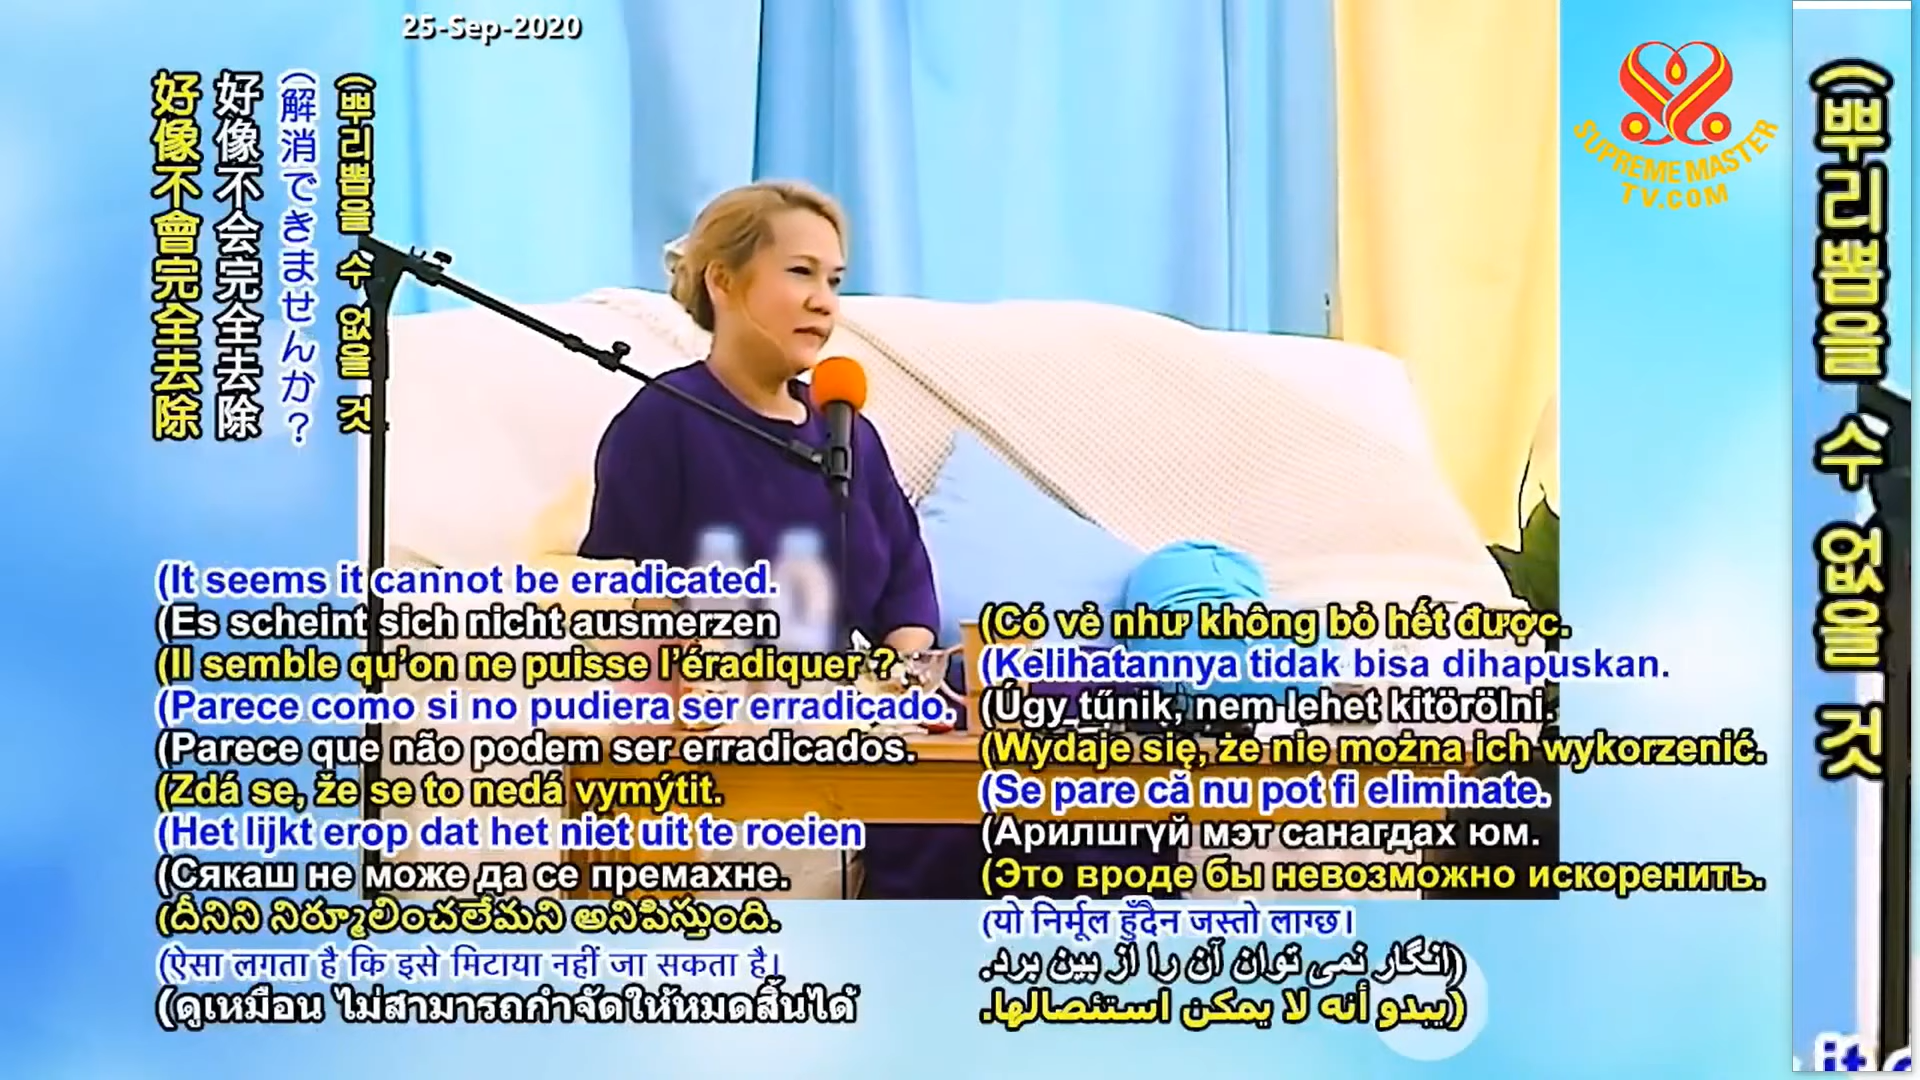 25-Sep-2020
SUPREME MASTER
TV.COM
(뿌리뽑을 수 없을 것
(解消できませんか？
好像不会完全去除
好像不會完全去除
(It seems it cannot be eradicated.
(Es scheint sich nicht ausmerzen
(Il semble qu’on ne puisse l’éradiquer ?
(Parece como si no pudiera ser erradicado.
(Parece que não podem ser erradicados.
(Zdá se, že se to nedá vymýtit.
(Het lijkt erop dat het niet uit te roeien
(Сякаш не може да се премахне.
(దీనిని నిర్మూలించలేమని అనిపిస్తుంది.
(ऐसा लगता है कि इसे मिटाया नहीं जा सकता है।
(ดูเหมือน ไม่สามารถกำจัดให้หมดสิ้นได้
(Có vẻ như không bỏ hết được.
(Kelihatannya tidak bisa dihapuskan.
(Úgy tűnik, nem lehet kitörölni.
(Wydaje się, że nie można ich wykorzenić.
(Se pare că nu pot fi eliminate.
(Арилшгүй мэт санагдах юм.
(Это вроде бы невозможно искоренить.
(यो निर्मूल हुँदैन जस्तो लाग्छ।
(انگار نمی توان آن را از بین برد.
(يبدو أنه لا يمكن استئصالها.
(뿌리뽑을 수 없을 것
it